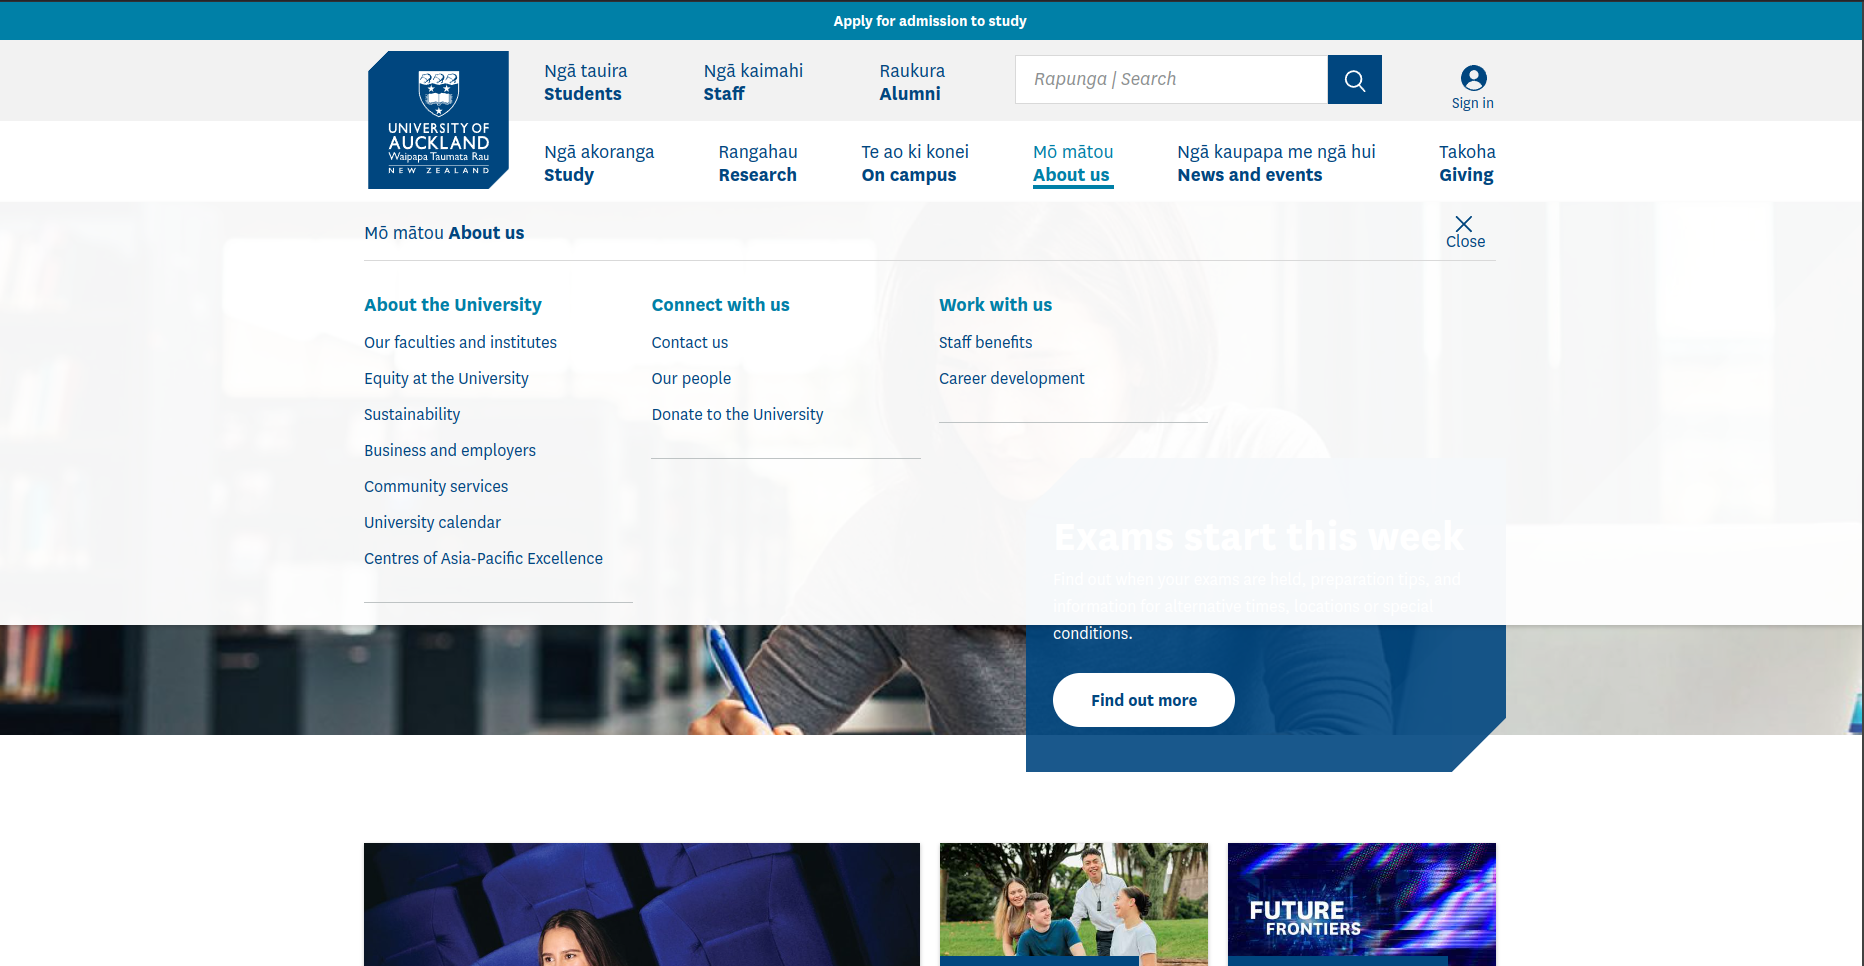 Apply for admission to study
UNIVERSITY OF
AUCKLAND
Waipapa Taumata Rau
NEW ZEALAND
Ngā tauira
Students
Ngā kaimahi
Staff
Raukura
Alumni
Rapunga | Search
Sign in
Ngā akoranga
Study
Rangahau
Research
Te ao ki konei
On campus
Mō mātou
About us
Ngā kaupapa me ngā hui
News and events
Takoha
Giving
Mō mātou About us
Close
About the University
Our faculties and institutes
Equity at the University
Sustainability
Business and employers
Community services
University calendar
Centres of Asia-Pacific Excellence
Connect with us
Contact us
Our people
Donate to the University
Work with us
Staff benefits
Career development
Exams start this week
Find out when your exams are held, preparation tips, and
information for alternative times, locations or special
conditions.
Find out more
FUTURE
FRONTIERS